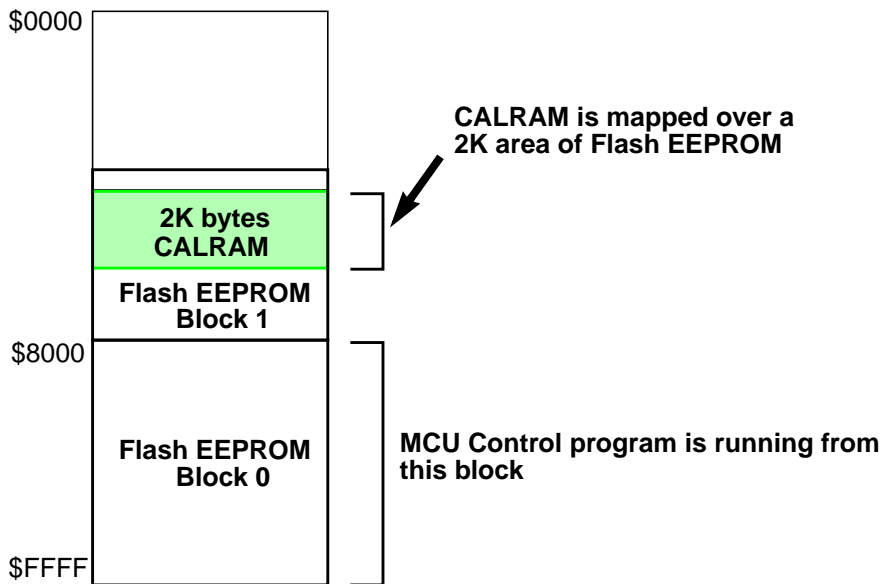 $0000
CALRAM is mapped over a
2K area of Flash EEPROM
2K bytes
CALRAM
Flash EEPROM
Block 1
$8000
Flash EEPROM
Block 0
MCU Control program is running from
this block
$FFFF